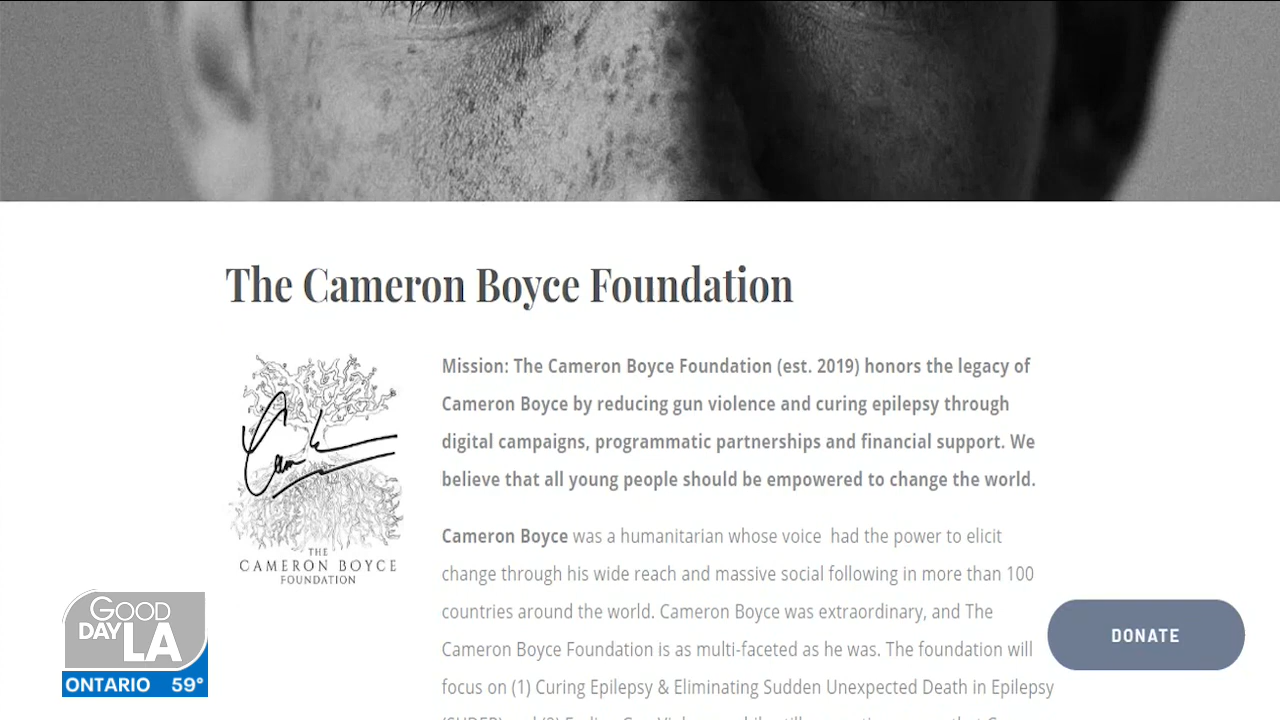 The Cameron Boyce Foundation
Mission: The Cameron Boyce Foundation (est. 2019) honors the legacy of
Cameron Boyce by reducing gun violence and curing epilepsy through
digital campaigns, programmatic partnerships and financial support. We
believe that all young people should be empowered to change the world.
Cam
THE
CAMERON BOYCE
FOUNDATION
Cameron Boyce was a humanitarian whose voice  had the power to elicit
change through his wide reach and massive social following in more than 100
countries around the world. Cameron Boyce was extraordinary, and The
Cameron Boyce Foundation is as multi-faceted as he was. The foundation will
focus on (1) Curing Epilepsy & Eliminating Sudden Unexpected Death in Epilepsy
DONATE
GOOD
DAY LA
ONTARIO 59°